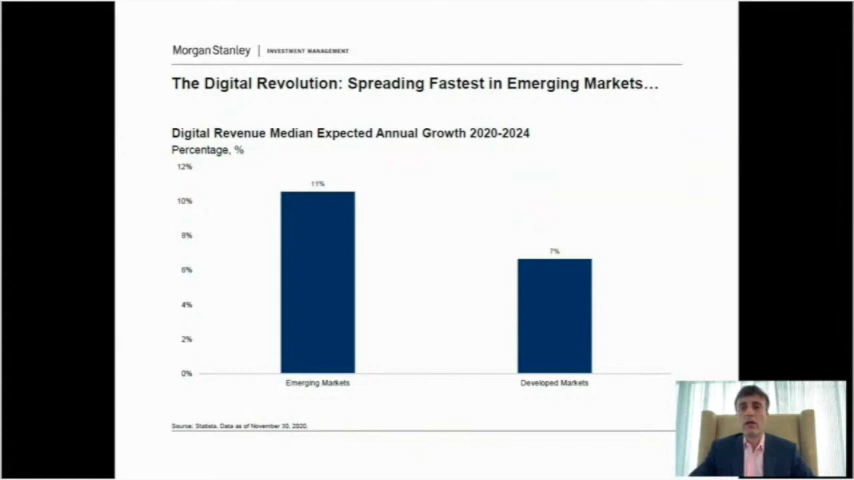 Morgan Stanley | INVESTMENT MANAGEMENT
The Digital Revolution: Spreading Fastest in Emerging Markets…
Digital Revenue Median Expected Annual Growth 2020-2024
Percentage, %
12%
11%
10%
8%
7%
6%
4%
2%
0%
Emerging Markets
Developed Markets
Source: Statista. Data as of November 30, 2020.